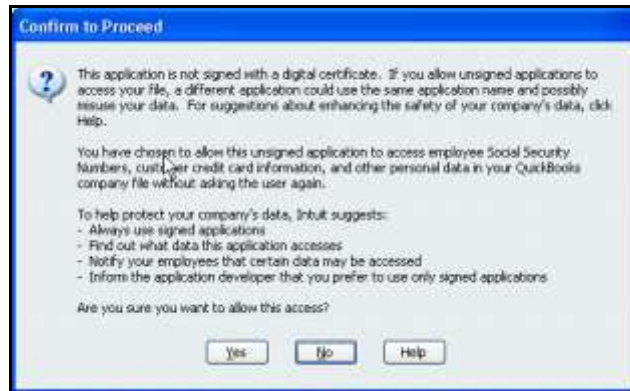 Confirm to Proceed
This application is not signed with a digital certificate. If you allow unsigned applications to
access your file, a different application could use the same application name and possibly
misuse your data. For suggestions about enhancing the safety of your company's data, click
Help.
You have chosen to allow this unsigned application to access employee Social Security
Numbers, customer credit card information, and other personal data in your QuickBooks
company file without asking the user again.
To help protect your company's data, Intuit suggests:
- Always use signed applications
- Find out what data this application accesses
- Notify your employees that certain data may be accessed
- Inform the application developer that you prefer to use only signed applications
Are you sure you want to allow this access?
Yes No Help